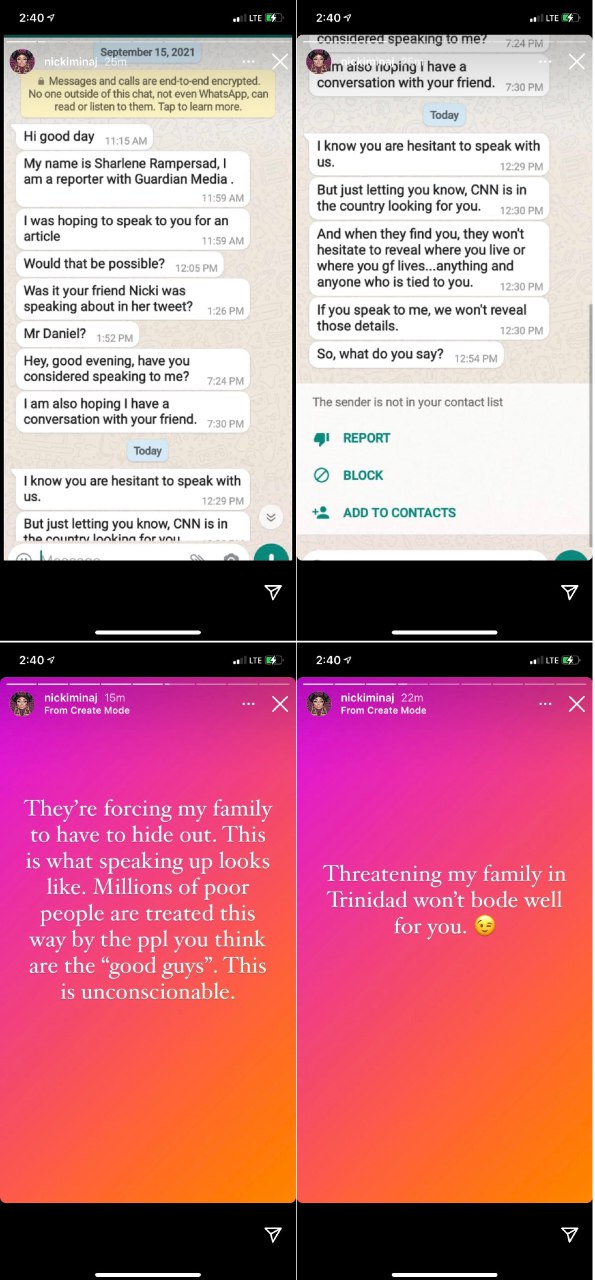 2:40
LTE
September 15, 2021
nickiminaj 25m
Messages and calls are end-to-end encrypted.
No one outside of this chat, not even WhatsApp, can
read or listen to them. Tap to learn more.
Hi good day 11:15 AM
My name is Sharlene Rampersad, I
am a reporter with Guardian Media .
11:59 AM
I was hoping to speak to you for an
article
11:59 AM
Would that be possible? 12:05 PM
Was it your friend Nicki was
speaking about in her tweet? 1:26 PM
Mr Daniel? 1:52 PM
Hey, good evening, have you
considered speaking to me? 7:24 PM
I am also hoping I have a
conversation with your friend. 7:30 PM
Today
I know you are hesitant to speak with
us.
12:29 PM
But just letting you know, CNN is in
the country looking for you.
Message
2:40
LTE
considered speaking to me? 7:24 PM
nickiminaj
am also hoping I have a
conversation with your friend. 7:30 PM
Today
I know you are hesitant to speak with
us.
12:29 PM
But just letting you know, CNN is in
the country looking for you. 12:30 PM
And when they find you, they won't
hesitate to reveal where you live or
where you gf lives...anything and
anyone who is tied to you. 12:30 PM
If you speak to me, we won't reveal
those details. 12:30 PM
So, what do you say? 12:54 PM
The sender is not in your contact list
REPORT
BLOCK
ADD TO CONTACTS
2:40
LTE
nickiminaj 15m
From Create Mode
They're forcing my family
to have to hide out. This
is what speaking up looks
like. Millions of poor
people are treated this
way by the ppl you think
are the "good guys". This
is unconscionable.
2:40
LTE
nickiminaj 22m
From Create Mode
Threatening my family in
Trinidad won't bode well
for you. 😉